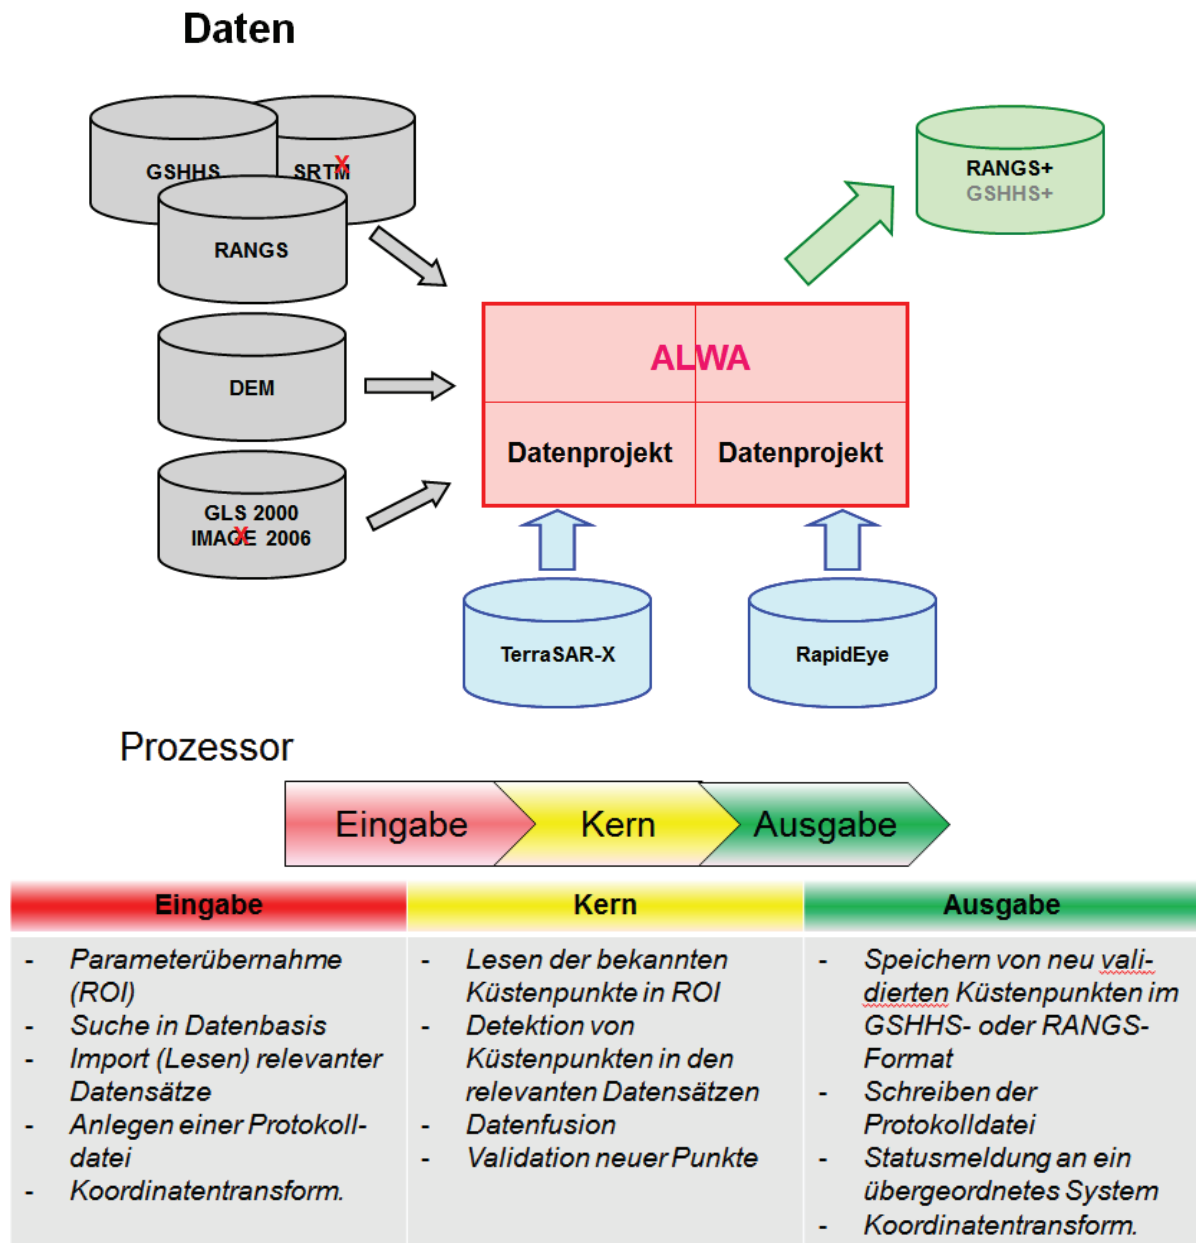 Daten
GSHHS
SRTM
X
RANGS
DEM
GLS 2000
IMAGE 2006
X
RANGS+
GSHHS+
ALWA
Datenprojekt
Datenprojekt
TerraSAR-X
RapidEye
Prozessor
Eingabe
Kern
Ausgabe
Eingabe
- Parameterübernahme
(ROI)
- Suche in Datenbasis
- Import (Lesen) relevanter
Datensätze
- Anlegen einer Protokoll-
datei
- Koordinatentransform.
Kern
- Lesen der bekannten
Küstenpunkte in ROI
- Detektion von
Küstenpunkten in den
relevanten Datensätzen
- Datenfusion
- Validation neuer Punkte
Ausgabe
- Speichern von neu vali-
dierten Küstenpunkten im
GSHHS- oder RANGS-
Format
- Schreiben der
Protokolldatei
- Statusmeldung an ein
übergeordnetes System
- Koordinatentransform.